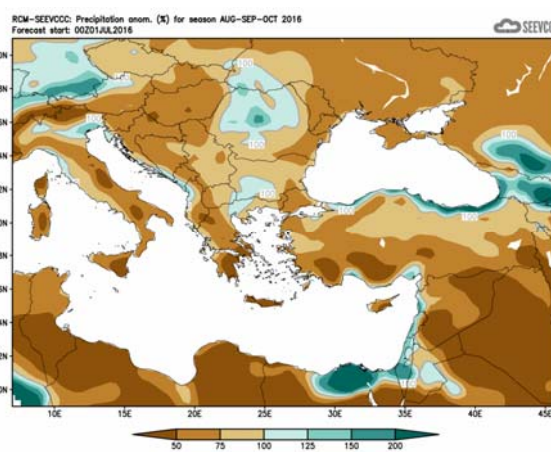 RCM-SEEVCCC: Precipitation anom. (%) for season AUG-SEP-OCT 2016
Forecast start: 00Z01JUL2016
SEEVCCC
100
100
100
100
100
100
100
100
10E 15E 20E 25E 30E 35E 40E 45E
50 75 100 125 150 200